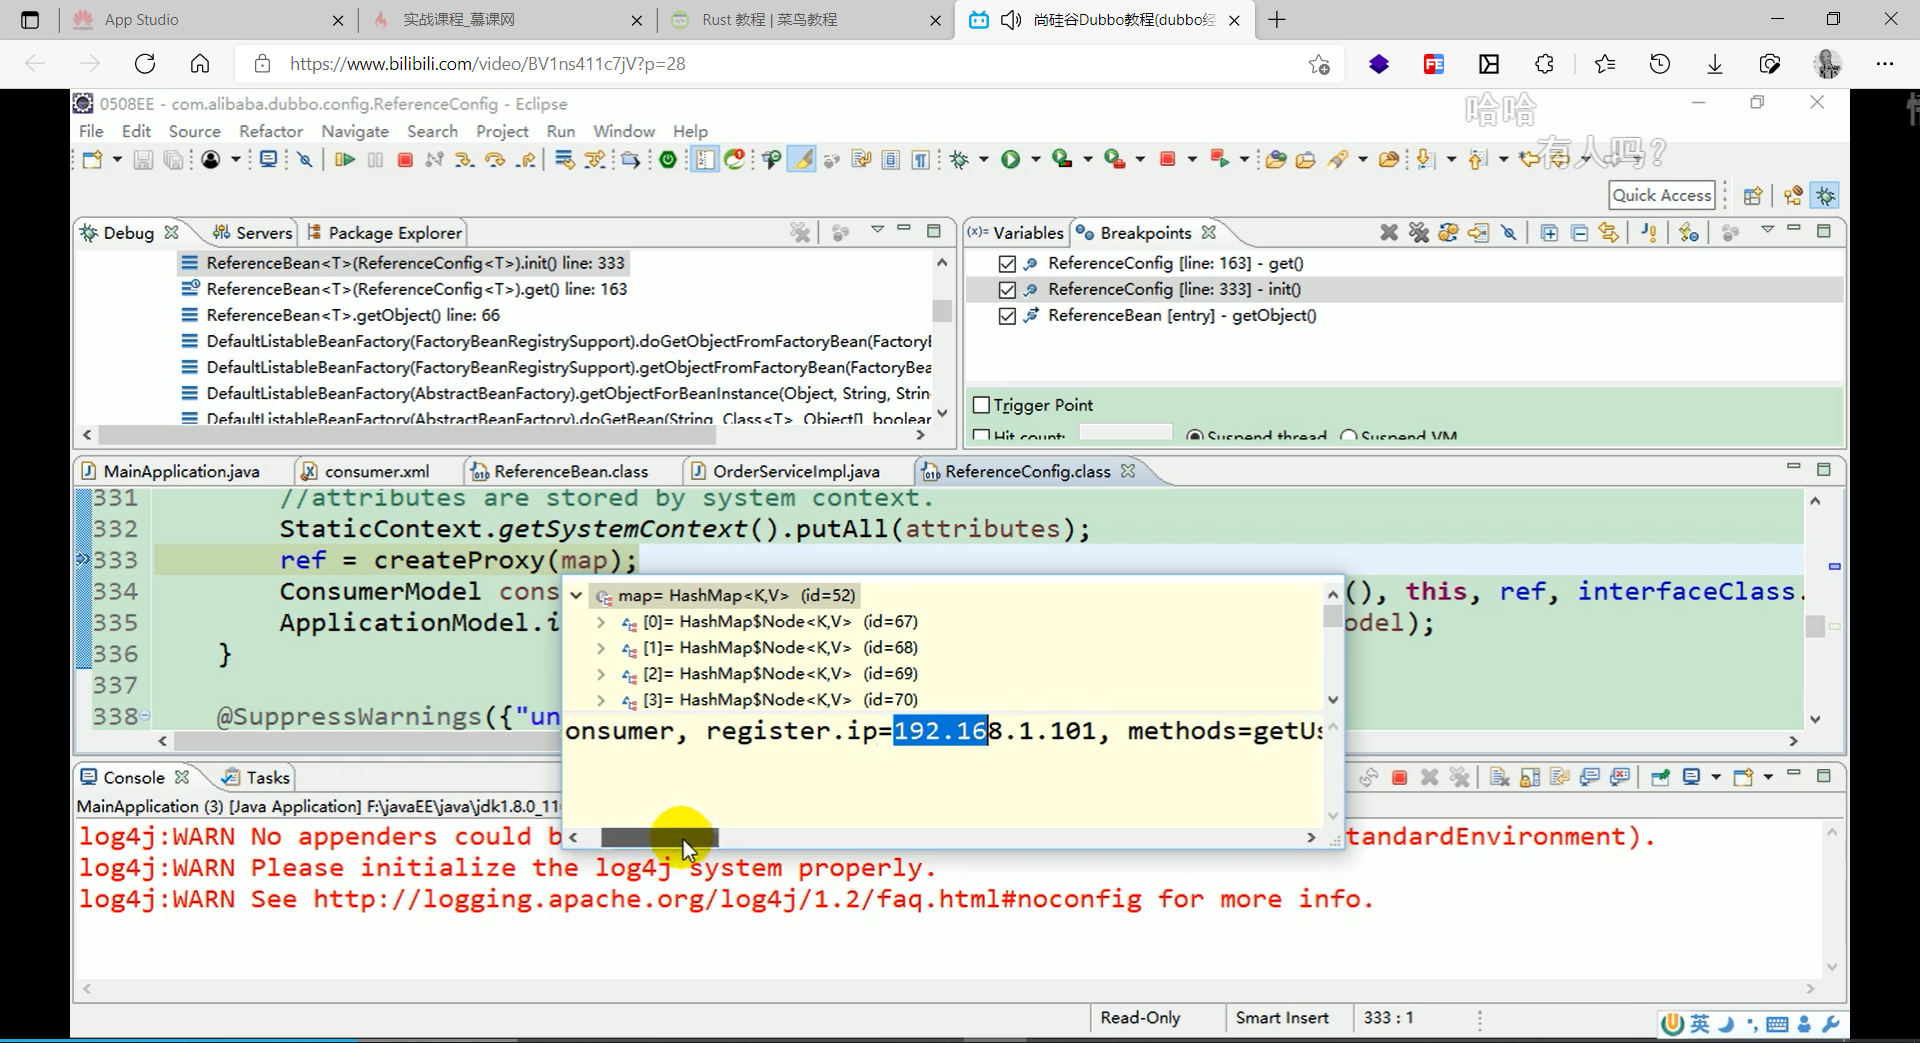 App Studio
实战课程_慕课网
Rust 教程 | 菜鸟教程
尚硅谷Dubbo教程(dubbo经
https://www.bilibili.com/video/BV1ns411c7jV?p=28
0508EE - com.alibaba.dubbo.config.ReferenceConfig - Eclipse
哈哈
File Edit Source Refactor Navigate Search Project Run Window Help
有人吗?
Quick Access
Debug Servers Package Explorer
(x)= Variables Breakpoints
ReferenceBean<T>(ReferenceConfig<T>).init() line: 333
ReferenceBean<T>(ReferenceConfig<T>).get() line: 163
ReferenceBean<T>.getObject() line: 66
DefaultListableBeanFactory(FactoryBeanRegistrySupport).doGetObjectFromFactoryBean(FactoryB
DefaultListableBeanFactory(FactoryBeanRegistrySupport).getObjectFromFactoryBean(FactoryBea
DefaultListableBeanFactory(AbstractBeanFactory).getObjectForBeanInstance(Object, String, Strin
DefaultListableBeanFactory(AbstractBeanFactory).doGetBean(String, Class<T>, Object[], boolear
ReferenceConfig [line: 163] - get()
ReferenceConfig [line: 333] - init()
ReferenceBean [entry] - getObject()
Trigger Point
Hit count: Suspend thread Suspend VM
MainApplication.java consumer.xml ReferenceBean.class OrderServiceImpl.java ReferenceConfig.class
331 //attributes are stored by system context.
332 StaticContext.getSystemContext().putAll(attributes);
333 ref = createProxy(map);
334 ConsumerModel cons (), this, ref, interfaceClass.
335 ApplicationModel.i odel);
336 }
337
338 @SuppressWarnings({"un
map= HashMap<K,V> (id=52)
[0]= HashMap$Node<K,V> (id=67)
[1]= HashMap$Node<K,V> (id=68)
[2]= HashMap$Node<K,V> (id=69)
[3]= HashMap$Node<K,V> (id=70)
onsumer, register.ip=192.168.1.101, methods=getUs
Console Tasks
MainApplication (3) [Java Application] F:\javaEE\java\jdk1.8.0_11
log4j:WARN No appenders could b tandardEnvironment).
log4j:WARN Please initialize the log4j system properly.
log4j:WARN See http://logging.apache.org/log4j/1.2/faq.html#noconfig for more info.
Read-Only Smart Insert 333 : 1
英